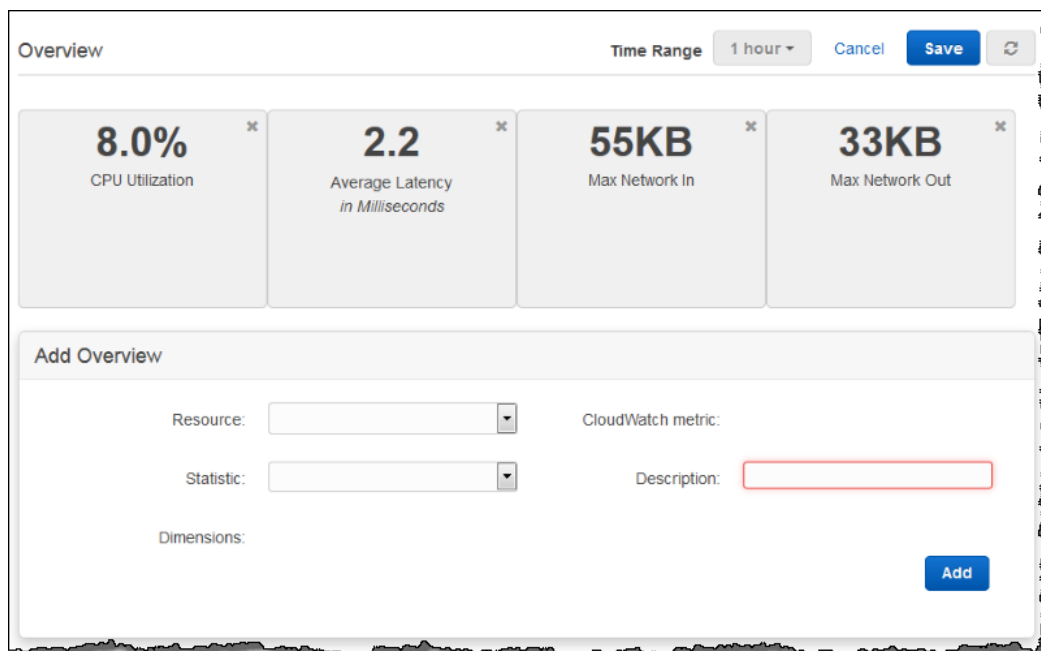 Overview
Time Range 1 hour Cancel Save
8.0%
CPU Utilization
2.2
Average Latency
in Milliseconds
55KB
Max Network In
33KB
Max Network Out
Add Overview
Resource:
CloudWatch metric:
Statistic:
Description:
Dimensions:
Add